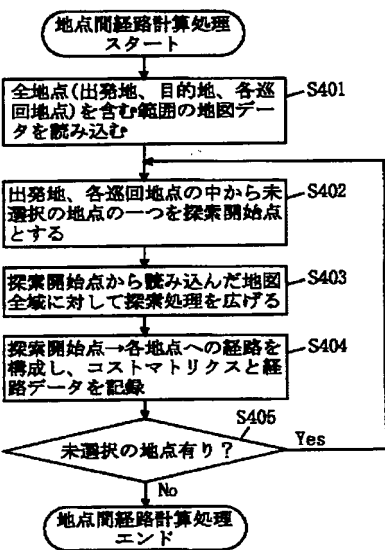 地点間経路計算処理
スタート
全地点(出発地、目的地、各巡
回地点)を含む範囲の地図デー
タを読み込む
S401
出発地、各巡回地点の中から未
選択の地点の一つを探索開始点
とする
S402
探索開始点から読み込んだ地図
全域に対して探索処理を広げる
S403
探索開始点→各地点への経路を
構成し、コストマトリクスと経
路データを記録
S404
S405
未選択の地点有り?
Yes
No
地点間経路計算処理
エンド